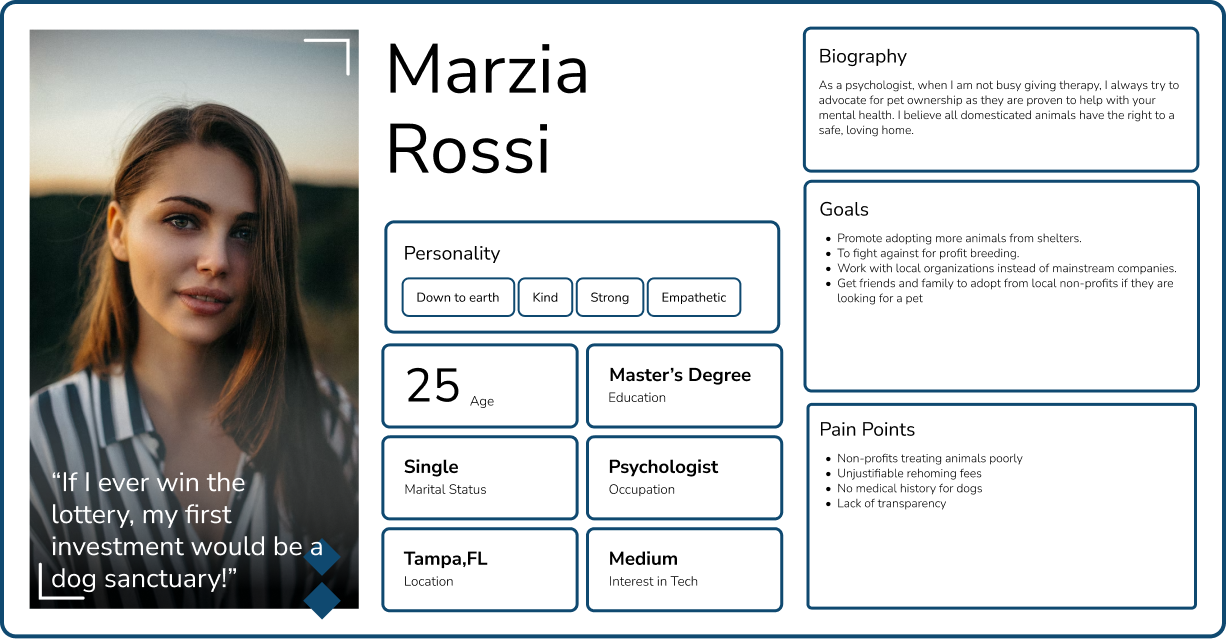 Marzia
Rossi
“If I ever win the
lottery, my first
investment would be a
dog sanctuary!”
Personality
Down to earth
Kind
Strong
Empathetic
25 Age
Master’s Degree
Education
Single
Marital Status
Psychologist
Occupation
Tampa,FL
Location
Medium
Interest in Tech
Biography
As a psychologist, when I am not busy giving therapy, I always try to
advocate for pet ownership as they are proven to help with your
mental health. I believe all domesticated animals have the right to a
safe, loving home.
Goals
• Promote adopting more animals from shelters.
• To fight against for profit breeding.
• Work with local organizations instead of mainstream companies.
• Get friends and family to adopt from local non-profits if they are
looking for a pet
Pain Points
• Non-profits treating animals poorly
• Unjustifiable rehoming fees
• No medical history for dogs
• Lack of transparency